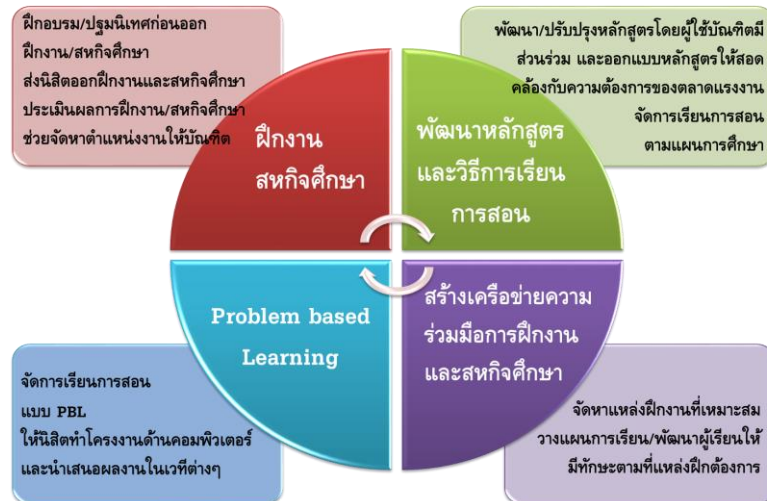 ฝึกอบรม/ปฐมนิเทศก่อนออก
ฝึกงาน/สหกิจศึกษา
ส่งนิสิตออกฝึกงานและสหกิจศึกษา
ประเมินผลการฝึกงาน/สหกิจศึกษา
ช่วยจัดหาตำแหน่งงานให้บัณฑิต
ฝึกงาน
สหกิจศึกษา
พัฒนา/ปรับปรุงหลักสูตรโดยผู้ใช้บัณฑิตมี
ส่วนร่วม และออกแบบหลักสูตรให้สอด
คล้องกับความต้องการของตลาดแรงงาน
จัดการเรียนการสอน
ตามแผนการศึกษา
พัฒนาหลักสูตร
และวิธีการเรียน
การสอน
Problem based
Learning
จัดการเรียนการสอน
แบบ PBL
ให้นิสิตทำโครงงานด้านคอมพิวเตอร์
และนำเสนอผลงานในเวทีต่างๆ
สร้างเครือข่ายความ
ร่วมมือการฝึกงาน
และสหกิจศึกษา
จัดหาแหล่งฝึกงานที่เหมาะสม
วางแผนการเรียน/พัฒนาผู้เรียนให้
มีทักษะตามที่แหล่งฝึกต้องการ